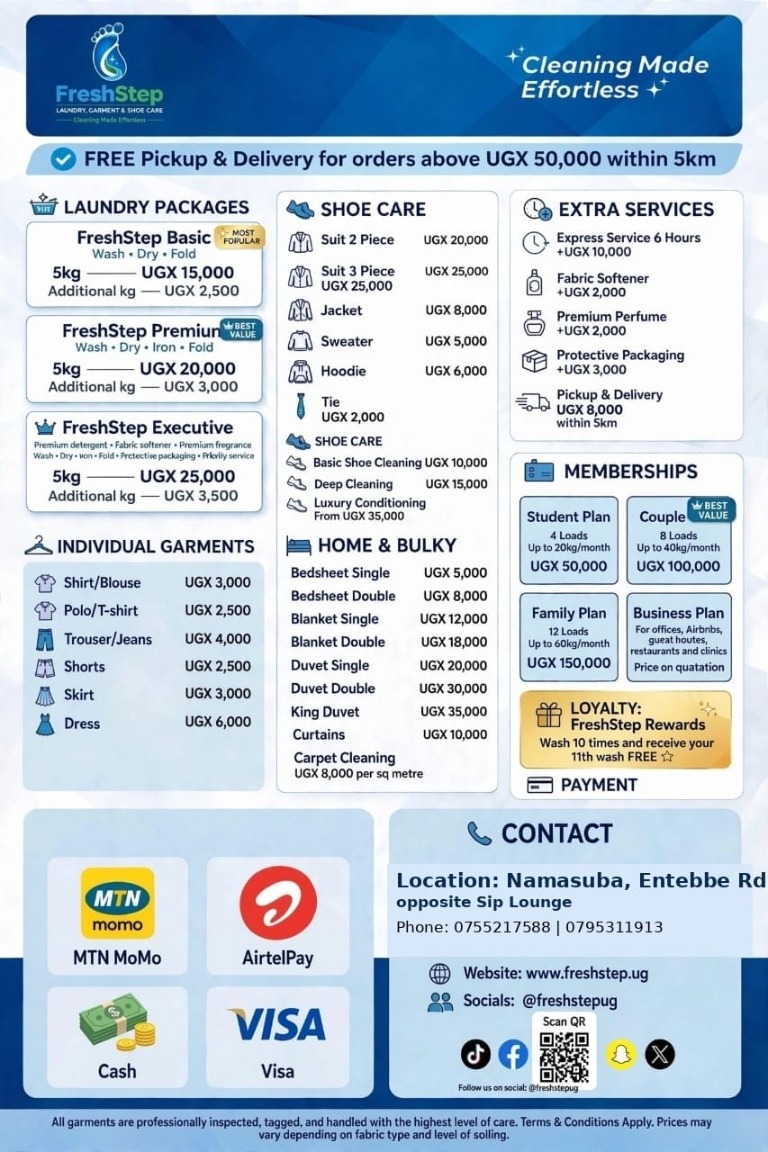 FreshStep
LAUNDRY, GARMENT & SHOE CARE
Cleaning Made Effortless
Cleaning Made
Effortless
FREE Pickup & Delivery for orders above UGX 50,000 within 5km
LAUNDRY PACKAGES
FreshStep Basic
MOST
POPULAR
Wash • Dry • Fold
5kg UGX 15,000
Additional kg UGX 2,500
FreshStep Premium
BEST
VALUE
Wash • Dry • Iron • Fold
5kg UGX 20,000
Additional kg UGX 3,000
FreshStep Executive
Premium detergent • Fabric softener • Premium fregrance
Wash • Dry • Iron • Fold • Protective packaging • Priority service
5kg UGX 25,000
Additional kg UGX 3,500
INDIVIDUAL GARMENTS
Shirt/Blouse UGX 3,000
Polo/T-shirt UGX 2,500
Trouser/Jeans UGX 4,000
Shorts UGX 2,500
Skirt UGX 3,000
Dress UGX 6,000
SHOE CARE
Suit 2 Piece UGX 20,000
Suit 3 Piece UGX 25,000
UGX 25,000
Jacket UGX 8,000
Sweater UGX 5,000
Hoodie UGX 6,000
Tie
UGX 2,000
SHOE CARE
Basic Shoe Cleaning UGX 10,000
Deep Cleaning UGX 15,000
Luxury Conditioning
From UGX 35,000
HOME & BULKY
Bedsheet Single UGX 5,000
Bedsheet Double UGX 8,000
Blanket Single UGX 12,000
Blanket Double UGX 18,000
Duvet Single UGX 20,000
Duvet Double UGX 30,000
King Duvet UGX 35,000
Curtains UGX 10,000
Carpet Cleaning
UGX 8,000 per sq metre
EXTRA SERVICES
Express Service 6 Hours
+UGX 10,000
Fabric Softener
+UGX 2,000
Premium Perfume
+UGX 2,000
Protective Packaging
+UGX 3,000
Pickup & Delivery
UGX 8,000
within 5km
MEMBERSHIPS
Student Plan
4 Loads
Up to 20kg/month
UGX 50,000
Couple
BEST
VALUE
8 Loads
Up to 40kg/month
UGX 100,000
Family Plan
12 Loads
Up to 60kg/month
UGX 150,000
Business Plan
For offices, Airbnbs,
guest houtes,
restaurants and clinics
Price on quatation
LOYALTY:
FreshStep Rewards
Wash 10 times and receive your
11th wash FREE
PAYMENT
MTN
momo
MTN MoMo
AirtelPay
Cash
VISA
Visa
CONTACT
Location: Namasuba, Entebbe Rd
opposite Sip Lounge
Phone: 0755217588 | 0795311913
Website: www.freshstep.ug
Socials: @freshstepug
Scan QR
Follow us on social: @freshstepug
All garments are professionally inspected, tagged, and handled with the highest level of care. Terms & Conditions Apply. Prices may
vary depending on fabric type and level of solling.